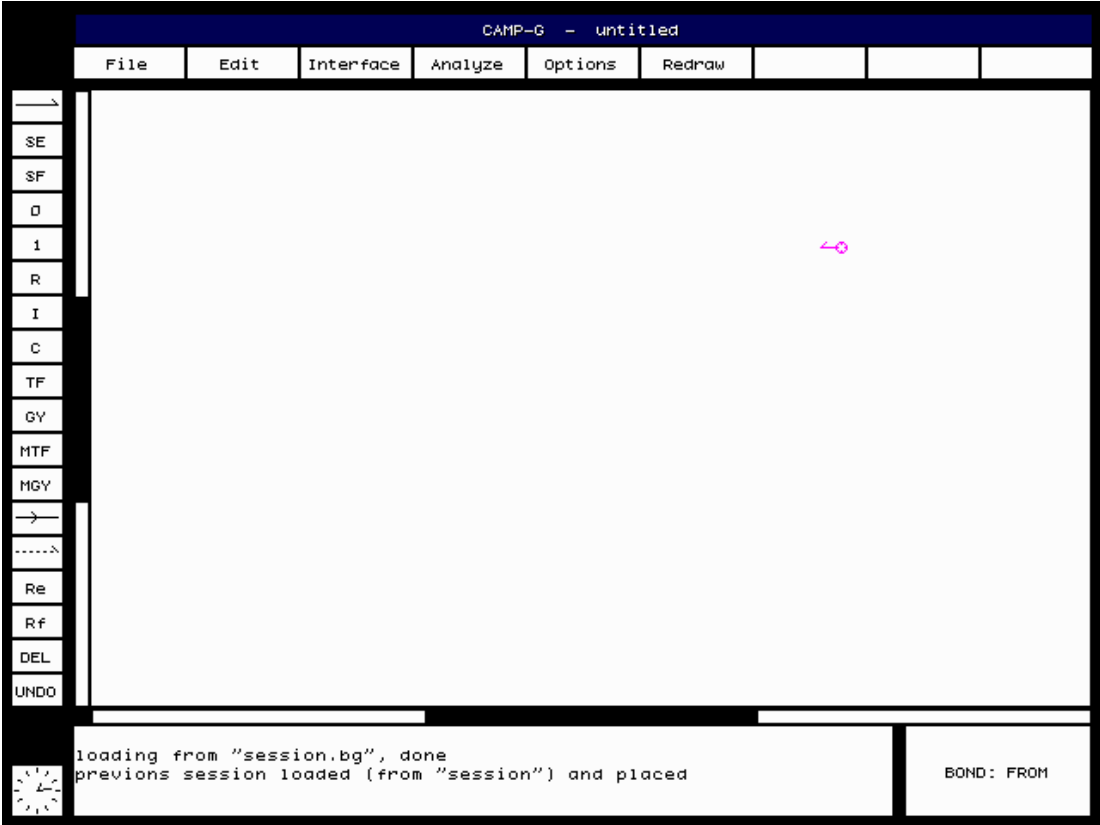 CAMP-G - untitled
File Edit Interface Analyze Options Redraw
SE
SF
0
1
R
I
C
TF
GY
MTF
MGY
Re
Rf
DEL
UNDO
loading from "session.bg", done
previons session loaded (from "session") and placed
BOND: FROM